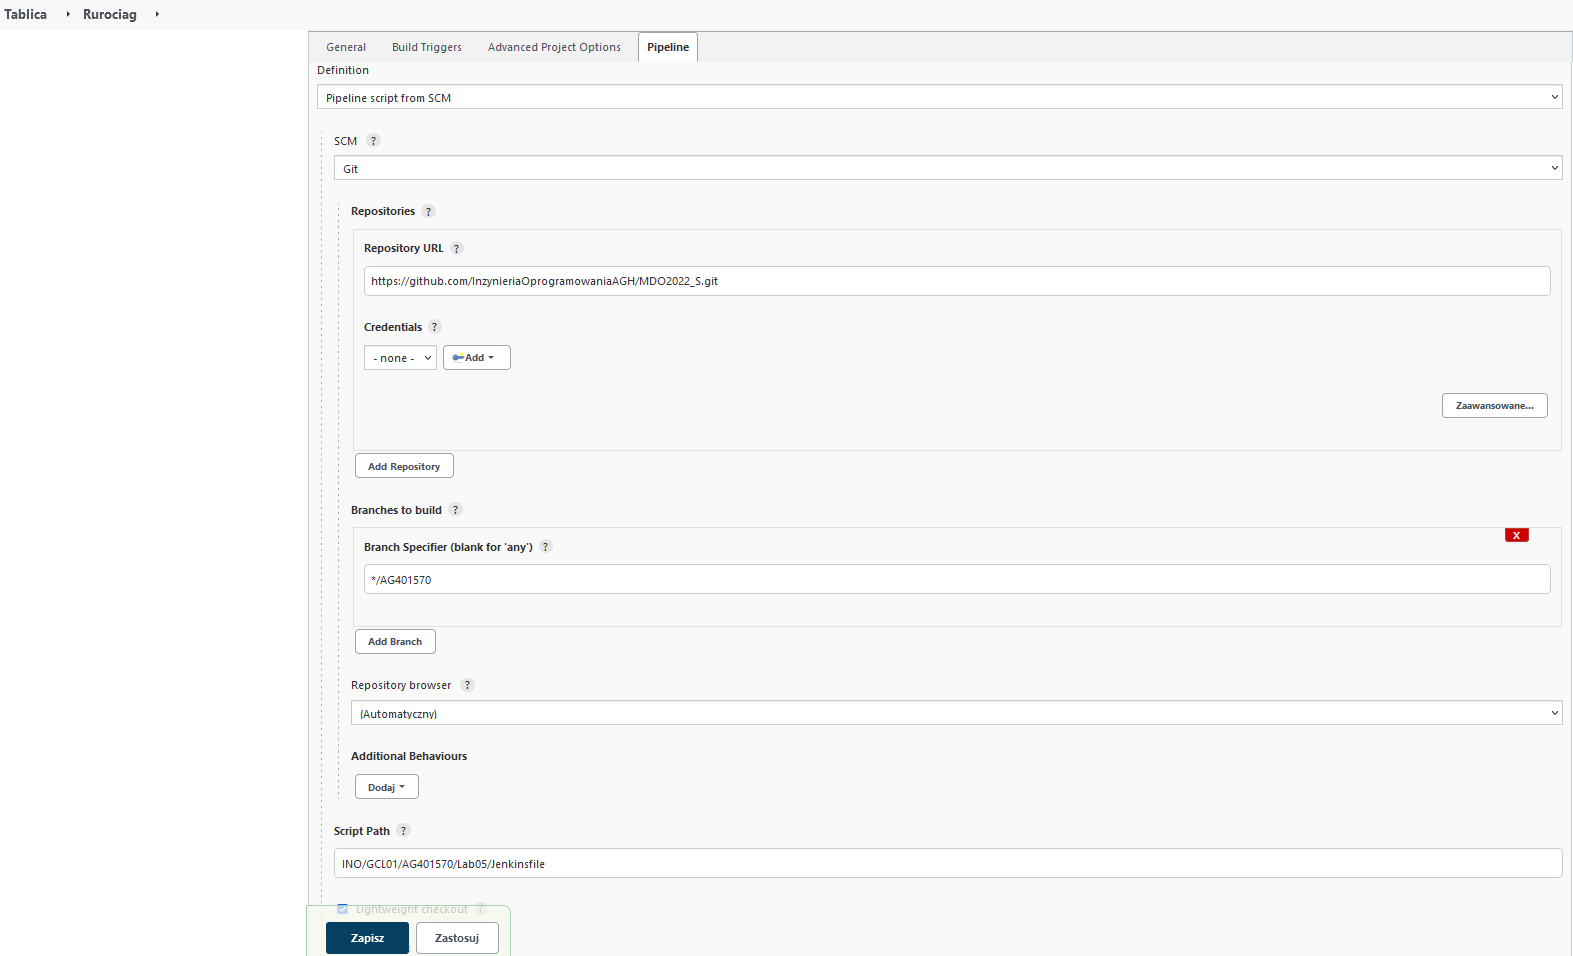 Tablica Rurociag
General Build Triggers Advanced Project Options Pipeline
Definition
Pipeline script from SCM
SCM ?
Git
Repositories ?
Repository URL ?
https://github.com/InzynieriaOprogramowaniaAGH/MDO2022_S.git
Credentials ?
- none - Add
Zaawansowane...
Add Repository
Branches to build ?
X
Branch Specifier (blank for 'any') ?
*/AG401570
Add Branch
Repository browser ?
(Automatyczny)
Additional Behaviours
Dodaj
Script Path ?
INO/GCL01/AG401570/Lab05/Jenkinsfile
Lightweight checkout ?
Zapisz Zastosuj